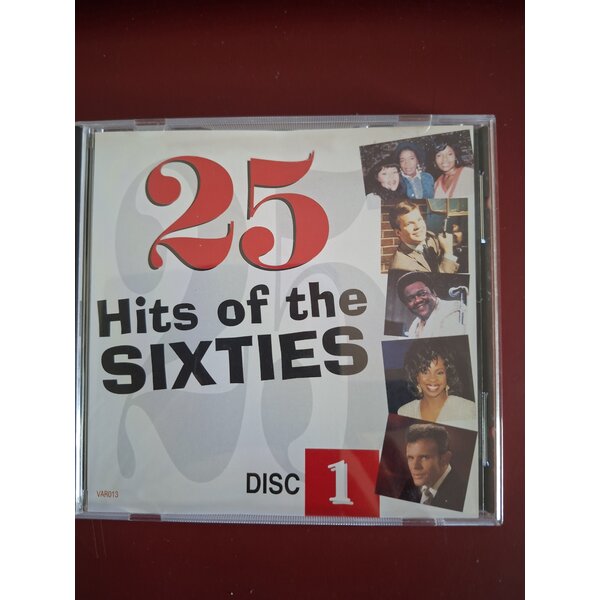 25
Hits of the
SIXTIES
DISC 1
VAR013